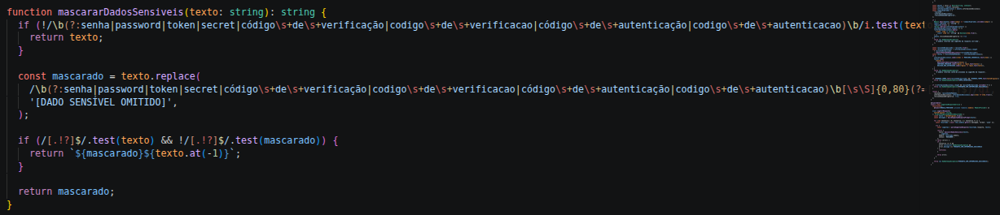 function mascararDadosSensiveis(texto: string): string {
if (!/\b(?:senha|password|token|secret|código\s+de\s+verificação|codigo\s+de\s+verificacao|código\s+de\s+autenticação|codigo\s+de\s+autenticacao)\b/i.test(text
return texto;
}
const mascarado = texto.replace(
/\b(?:senha|password|token|secret|código\s+de\s+verificação|codigo\s+de\s+verificacao|código\s+de\s+autenticação|codigo\s+de\s+autenticacao)\b[\s\S]{0,80}(?=
'[DADO SENSÍVEL OMITIDO]',
);
if (/[.!?]$/.test(texto) && !/[.!?]$/.test(mascarado)) {
return `${mascarado}${texto.at(-1)}`;
}
return mascarado;
}